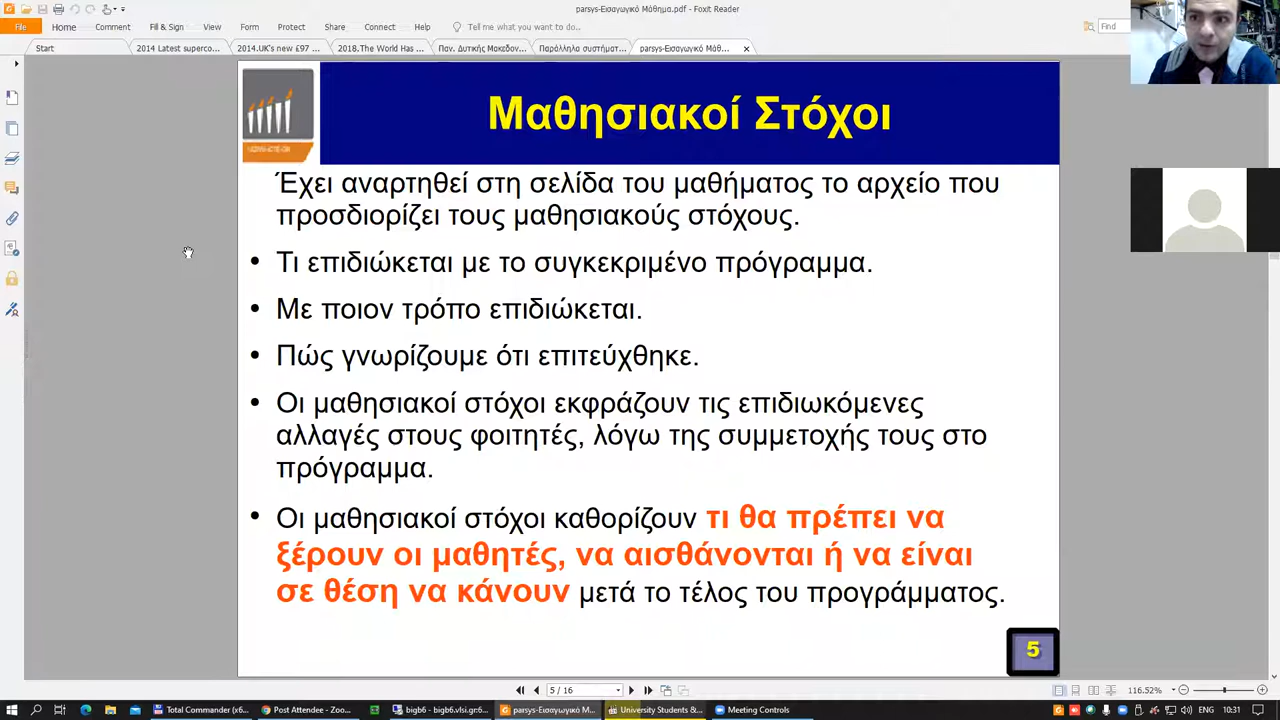 parsys-Εισαγωγικό Μάθημα.pdf - Foxit Reader
File Home Comment Fill & Sign View Form Protect Share Connect Help Tell me what you want to do... Find
Start 2014 Latest superco... 2014.UK's new £97 ... 2018.The World Has ... Παν. Δυτικής Μακεδον... Παράλληλα συστήματ... parsys-Εισαγωγικό Μάθ...
Μαθησιακοί Στόχοι
Έχει αναρτηθεί στη σελίδα του μαθήματος το αρχείο που
προσδιορίζει τους μαθησιακούς στόχους.
• Τι επιδιώκεται με το συγκεκριμένο πρόγραμμα.
• Με ποιον τρόπο επιδιώκεται.
• Πώς γνωρίζουμε ότι επιτεύχθηκε.
• Οι μαθησιακοί στόχοι εκφράζουν τις επιδιωκόμενες
αλλαγές στους φοιτητές, λόγω της συμμετοχής τους στο
πρόγραμμα.
• Οι μαθησιακοί στόχοι καθορίζουν τι θα πρέπει να
ξέρουν οι μαθητές, να αισθάνονται ή να είναι
σε θέση να κάνουν μετά το τέλος του προγράμματος.
5
5 / 16 116.52%
Total Commander (x6... Post Attendee - Zoo... big6 - bigb6.vlsi.gr:6... parsys-Εισαγωγικό Μ... University Students &... Meeting Controls 10:31